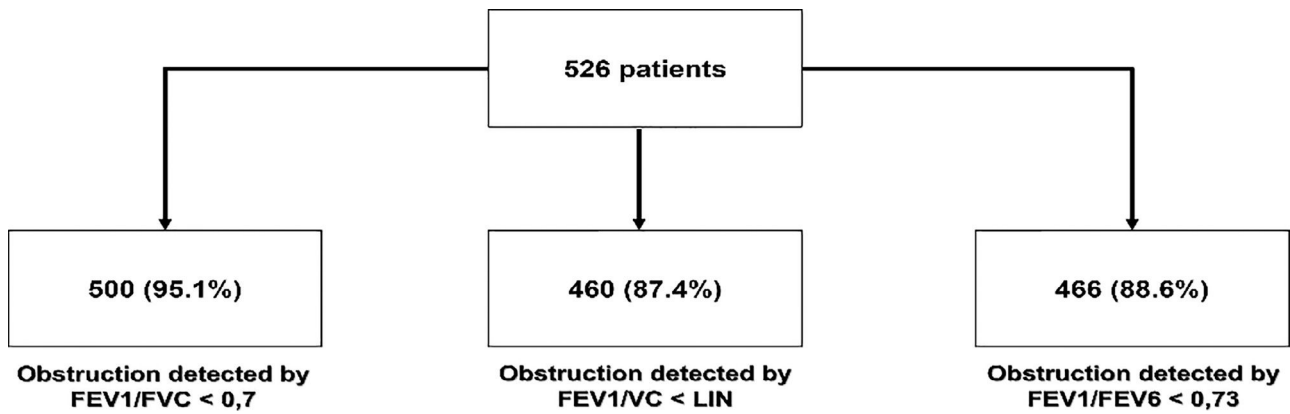 526 patients
500 (95.1%)
460 (87.4%)
466 (88.6%)
Obstruction detected by
FEV1/FVC < 0,7
Obstruction detected by
FEV1/VC < LIN
Obstruction detected by
FEV1/FEV6 < 0,73